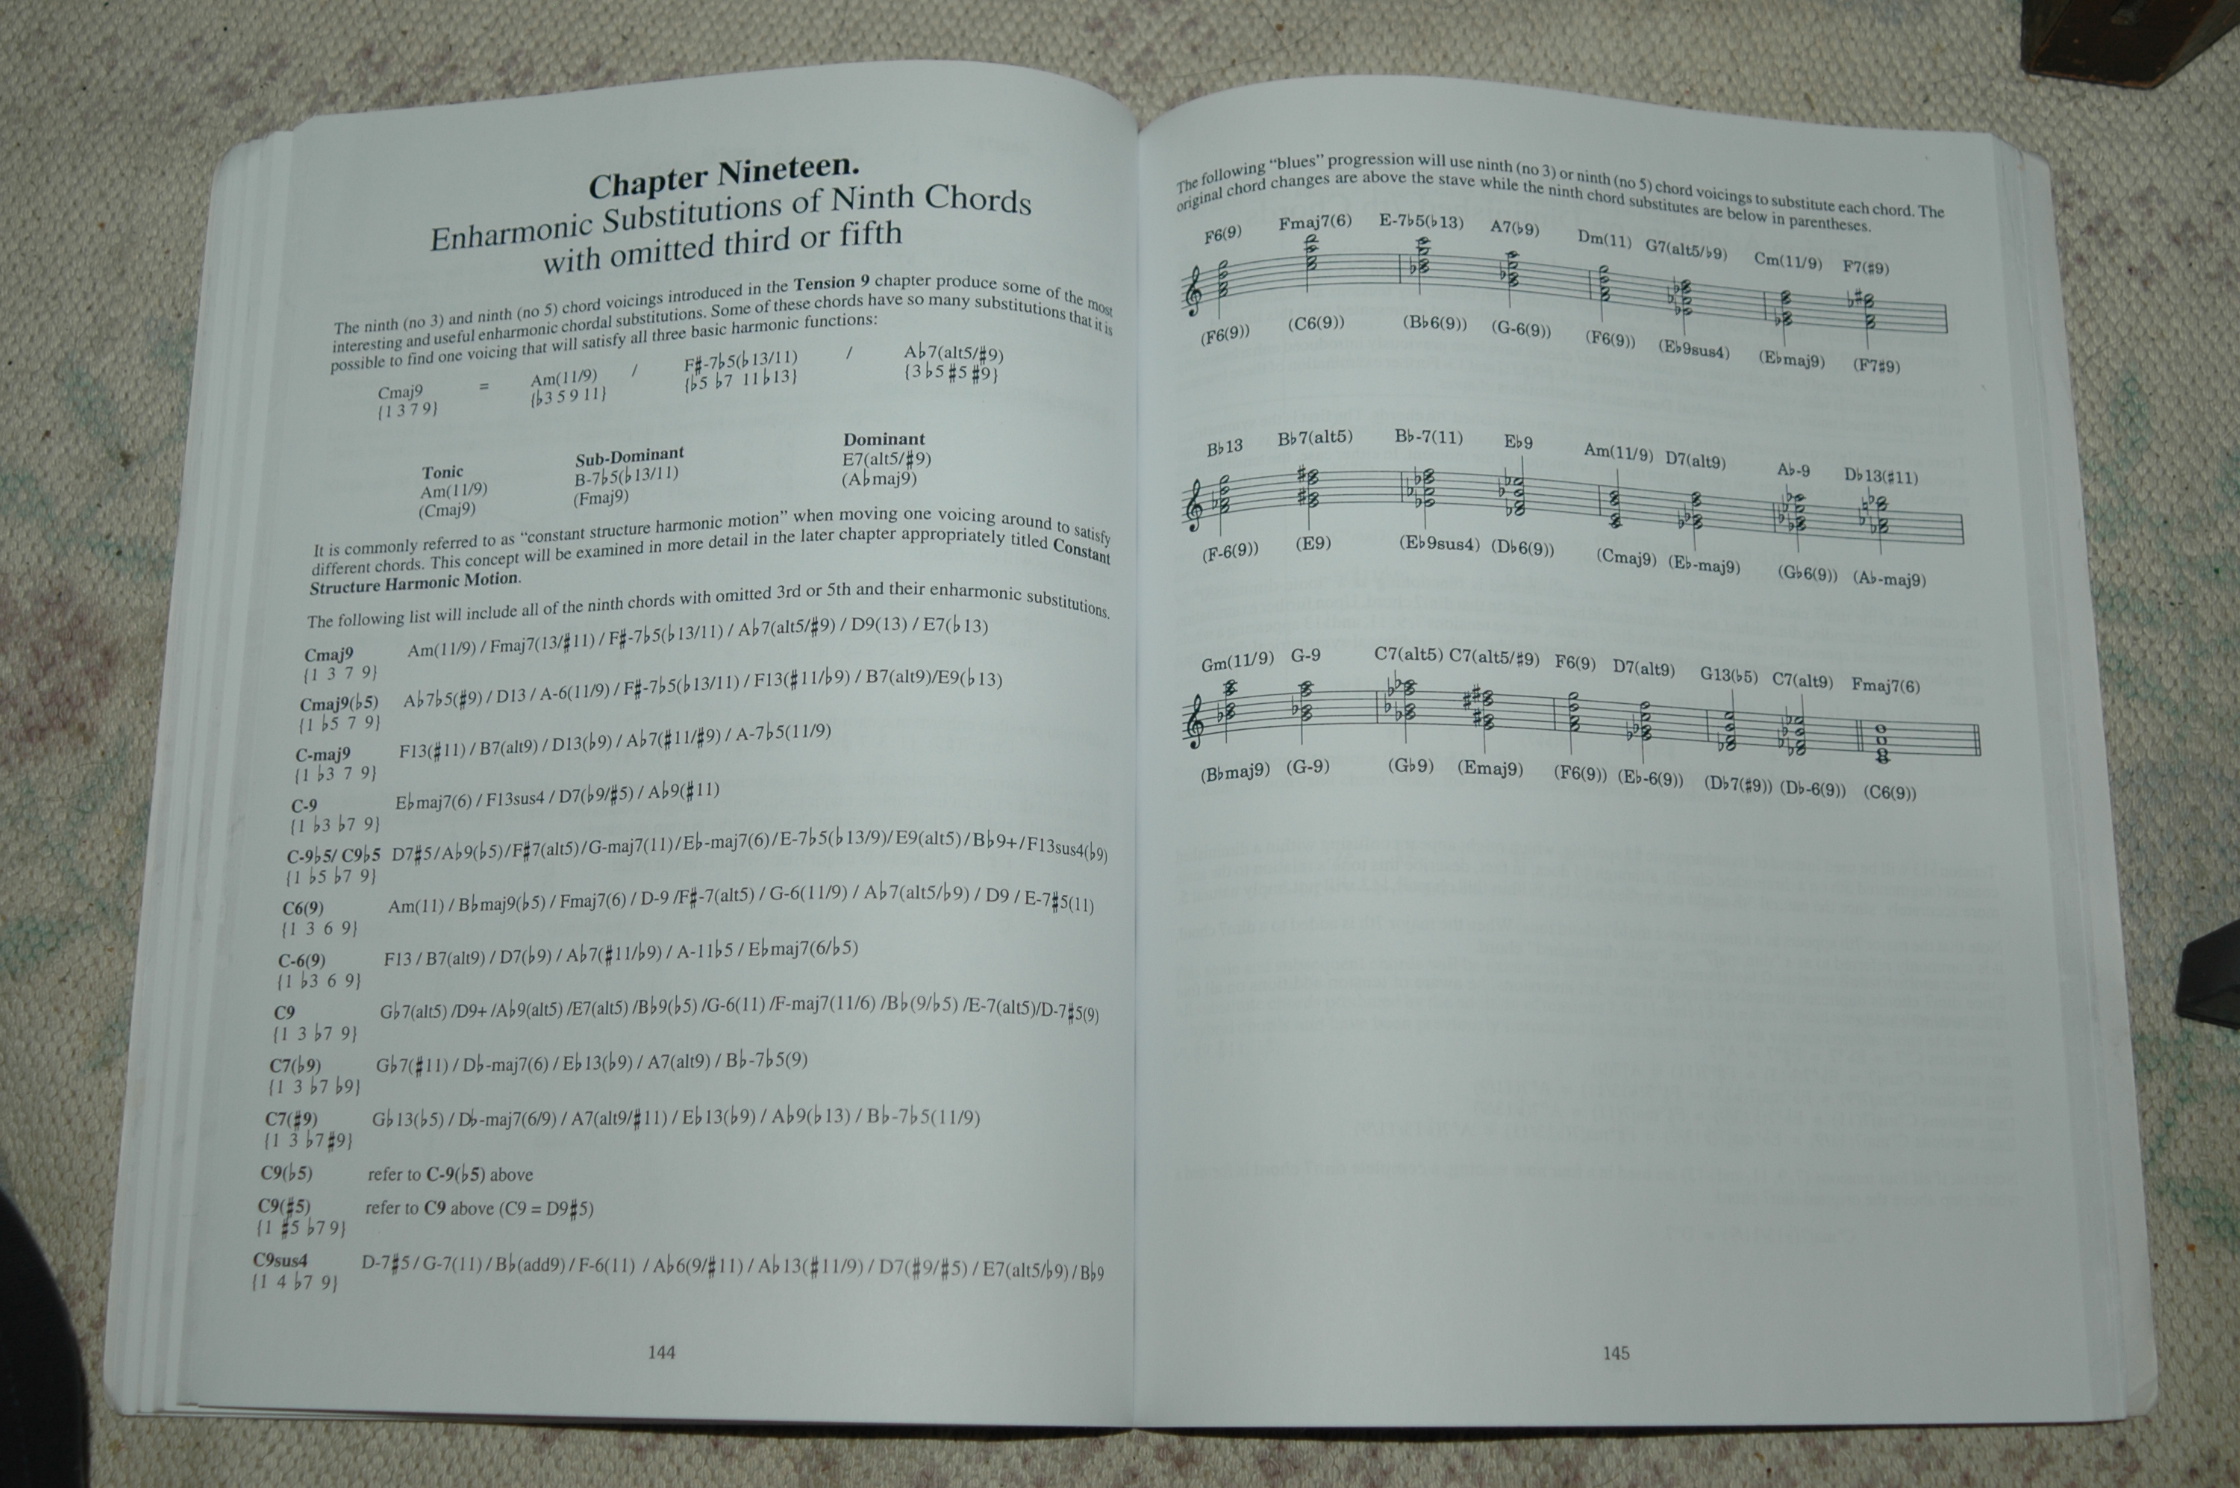 Chapter Nineteen.
Enharmonic Substitutions of Ninth Chords
with omitted third or fifth
The ninth (no 3) and ninth (no 5) chord voicings introduced in the Tension 9 chapter produce some of the most
interesting and useful enharmonic chordal substitutions. Some of these chords have so many substitutions that it is
possible to find one voicing that will satisfy all three basic harmonic functions:
Cmaj9 = Am(11/9) / F♯-7♭5(♭13/11) / A♭7(alt5/♯9)
{1 3 7 9} {♭3 5 9 11} {♭5 ♭7 11 ♭13} {3 ♭5 ♯5 ♯9}
Tonic Sub-Dominant Dominant
Am(11/9) B-7♭5(♭13/11) E7(alt5/♯9)
(Cmaj9) (Fmaj9) (A♭maj9)
It is commonly referred to as “constant structure harmonic motion” when moving one voicing around to satisfy
different chords. This concept will be examined in more detail in the later chapter appropriately titled Constant
Structure Harmonic Motion.
The following list will include all of the ninth chords with omitted 3rd or 5th and their enharmonic substitutions.
Cmaj9 Am(11/9) / Fmaj7(13/♯11) / F♯-7♭5(♭13/11) / A♭7(alt5/♯9) / D9(13) / E7(♭13)
{1 3 7 9}
Cmaj9(♭5) A♭7♭5(♯9) / D13 / A-6(11/9) / F♯-7♭5(♭13/11) / F13(♯11/♭9) / B7(alt9)/E9(♭13)
{1 ♭5 7 9}
C-maj9 F13(♯11) / B7(alt9) / D13(♭9) / A♭7(♯11/♯9) / A-7♭5(11/9)
{1 ♭3 7 9}
C-9 E♭maj7(6) / F13sus4 / D7(♭9/♯5) / A♭9(♯11)
{1 ♭3 ♭7 9}
C-9♭5/ C9♭5 D7♯5/A♭9(♭5)/F♯7(alt5)/G-maj7(11)/E♭-maj7(6)/E-7♭5(♭13/9)/E9(alt5)/B♭9+/F13sus4(♭9)
{1 ♭5 ♭7 9}
C6(9) Am(11) / B♭maj9(♭5) / Fmaj7(6) / D-9 /F♯-7(alt5) / G-6(11/9) / A♭7(alt5/♭9) / D9 / E-7♯5(11)
{1 3 6 9}
C-6(9) F13 / B7(alt9) / D7(♭9) / A♭7(♯11/♭9) / A-11♭5 / E♭maj7(6/♭5)
{1 ♭3 6 9}
C9 G♭7(alt5) /D9+ /A♭9(alt5) /E7(alt5) /B♭9(♭5) /G-6(11) /F-maj7(11/6) /B♭(9/♭5) /E-7(alt5)/D-7♯5(9)
{1 3 ♭7 9}
C7(♭9) G♭7(♯11) / D♭-maj7(6) / E♭13(♭9) / A7(alt9) / B♭-7♭5(9)
{1 3 ♭7 ♭9}
C7(♯9) G♭13(♭5) / D♭-maj7(6/9) / A7(alt9/♯11) / E♭13(♭9) / A♭9(♭13) / B♭-7♭5(11/9)
{1 3 ♭7♯9}
C9(♭5) refer to C-9(♭5) above
C9(♯5) refer to C9 above (C9 = D9♯5)
{1 ♯5 ♭7 9}
C9sus4 D-7♯5 / G-7(11) / B♭(add9) / F-6(11) / A♭6(9/♯11) / A♭13(♯11/9) / D7(♯9/♯5) / E7(alt5/♭9) / B♭9
{1 4 ♭7 9}
144
The following “blues” progression will use ninth (no 3) or ninth (no 5) chord voicings to substitute each chord. The
original chord changes are above the stave while the ninth chord substitutes are below in parentheses.
F6(9) Fmaj7(6) E-7♭5(♭13) A7(♭9) Dm(11) G7(alt5/♭9) Cm(11/9) F7(♯9)
(F6(9)) (C6(9)) (B♭6(9)) (G-6(9)) (F6(9)) (E♭9sus4) (E♭maj9) (F7♯9)
B♭13 B♭7(alt5) B♭-7(11) E♭9 Am(11/9) D7(alt9) A♭-9 D♭13(♯11)
(F-6(9)) (E9) (E♭9sus4) (D♭6(9)) (Cmaj9) (E♭-maj9) (G♭6(9)) (A♭-maj9)
Gm(11/9) G-9 C7(alt5) C7(alt5/♯9) F6(9) D7(alt9) G13(♭5) C7(alt9) Fmaj7(6)
(B♭maj9) (G-9) (G♭9) (Emaj9) (F6(9)) (E♭-6(9)) (D♭7(♯9)) (D♭-6(9)) (C6(9))
145